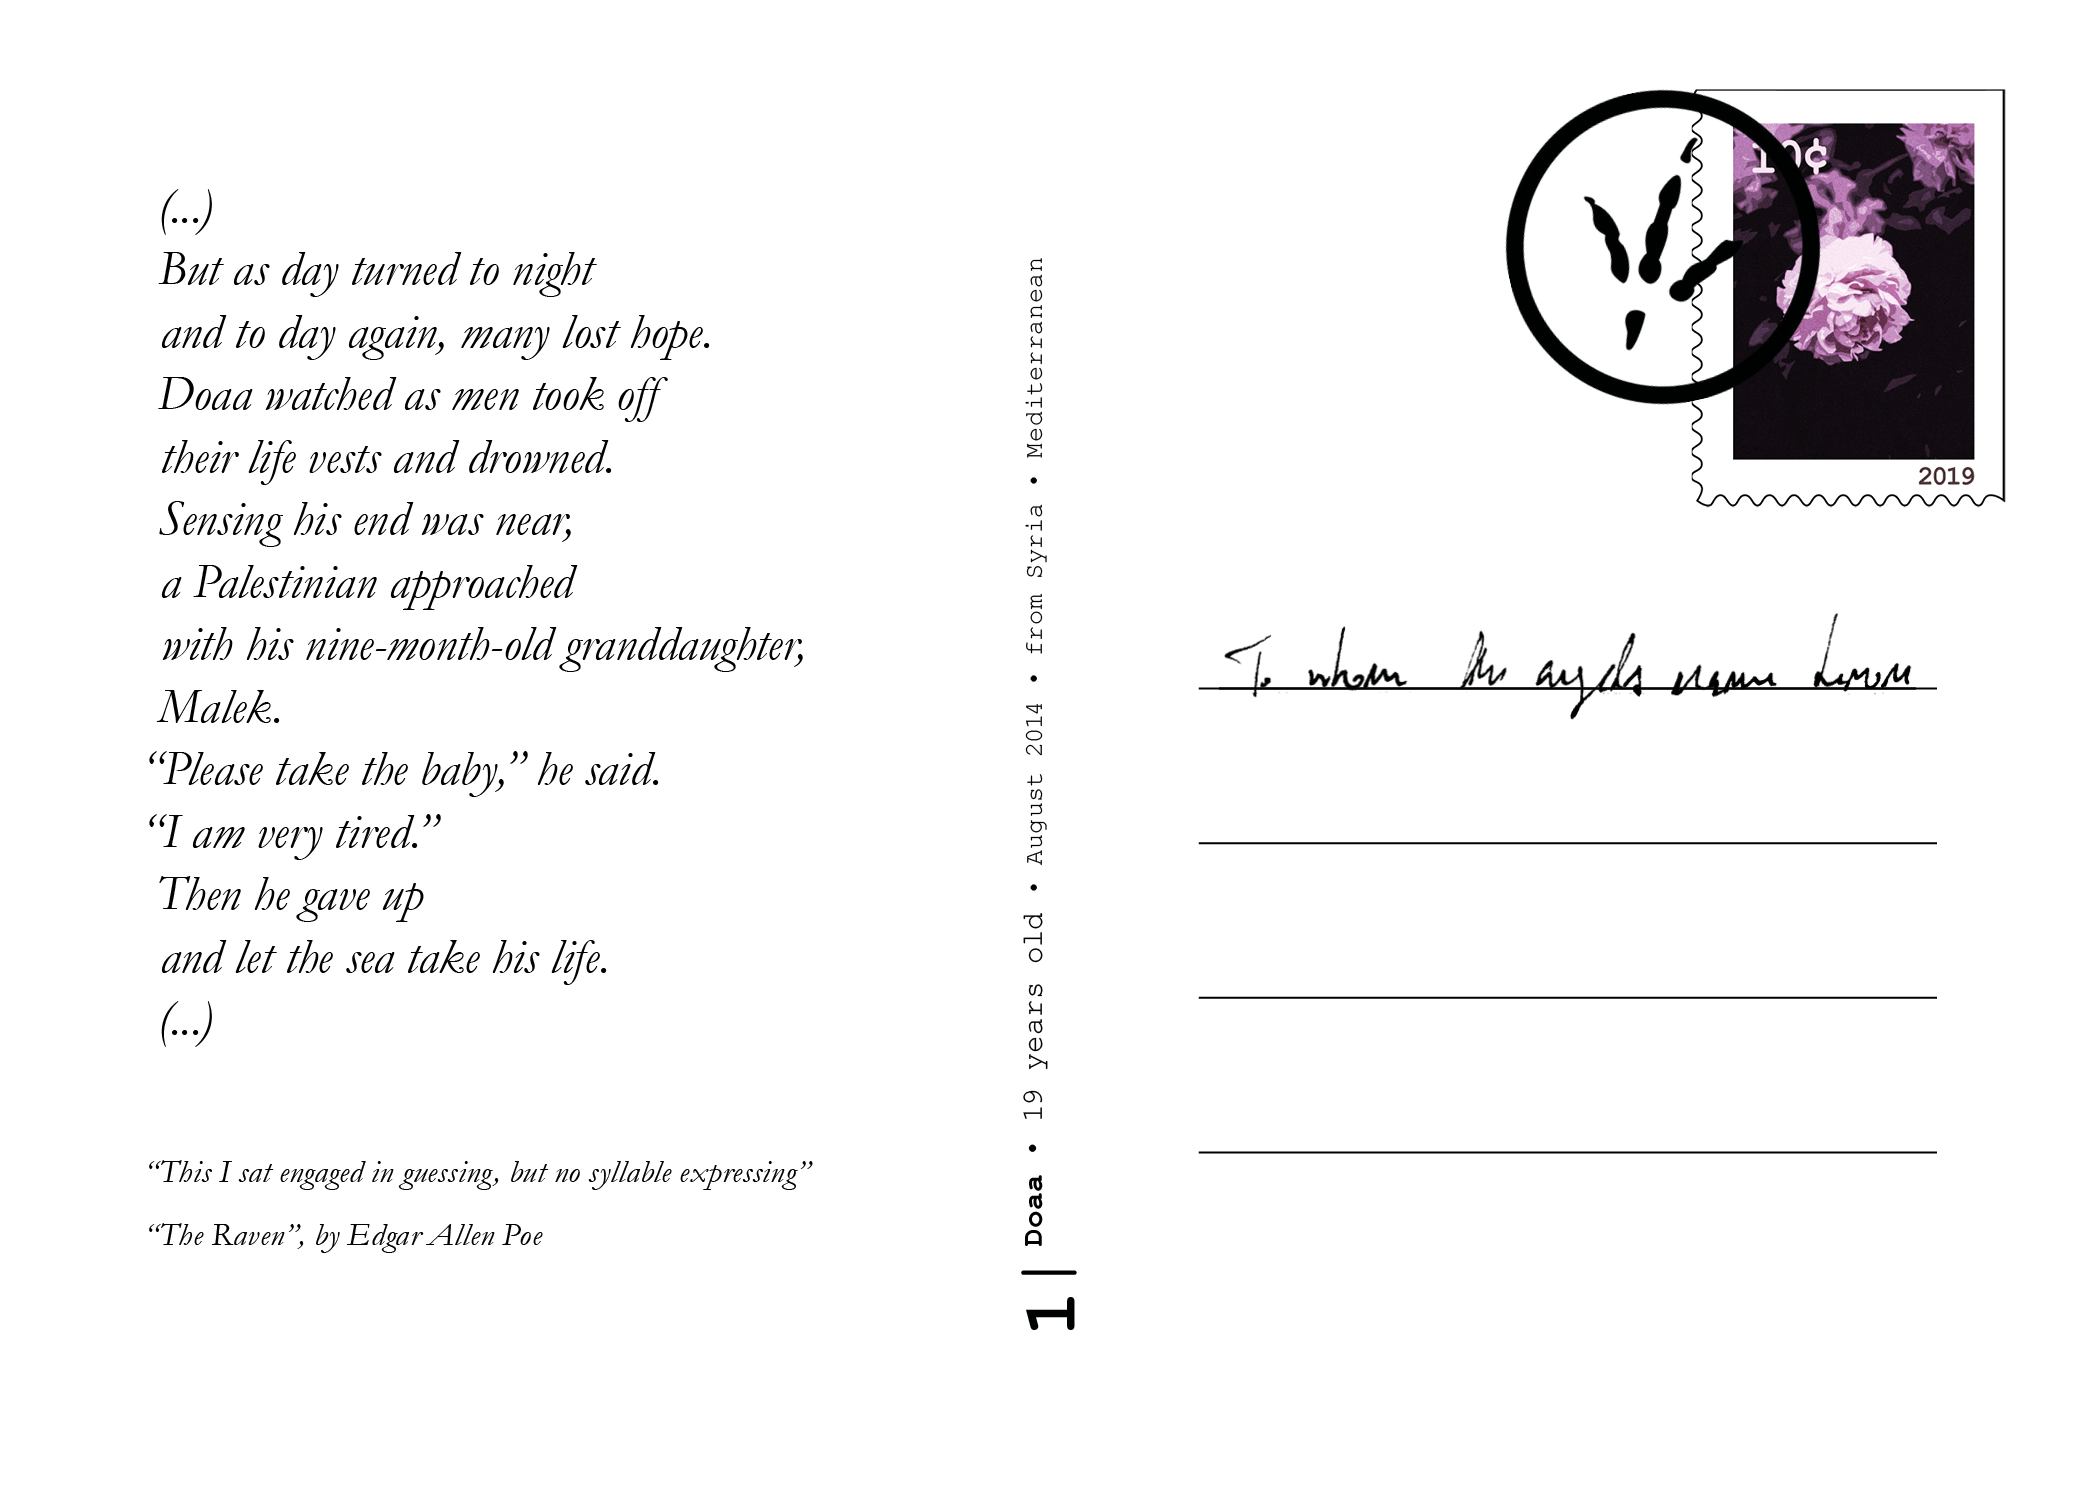 (...)
But as day turned to night
and to day again, many lost hope.
Doaa watched as men took off
their life vests and drowned.
Sensing his end was near,
a Palestinian approached
with his nine-month-old granddaughter,
Malek.
“Please take the baby,” he said.
“I am very tired.”
Then he gave up
and let the sea take his life.
(...)
“This I sat engaged in guessing, but no syllable expressing”
“The Raven”, by Edgar Allen Poe
1 | Doaa • 19 years old • August 2014 • from Syria • Mediterranean
10¢
2019
To whom the angels name Lenore